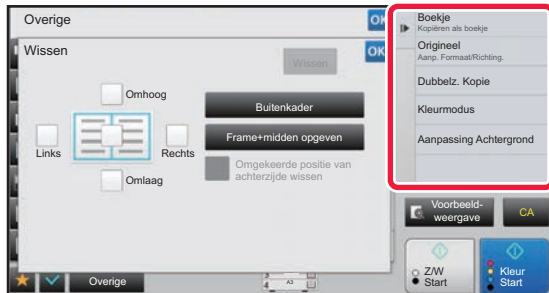 Overige
OK
Wissen
OK
Wissen
Omhoog
Links
Rechts
Omlaag
Buitenkader
Frame+midden opgeven
Omgekeerde positie van
achterzijde wissen
Boekje
Kopiëren als boekje
Origineel
Aanp. Formaat/Richting.
Dubbelz. Kopie
Kleurmodus
Aanpassing Achtergrond
Voorbeeld-
weergave
CA
Z/W
Start
Kleur
Start
Overige
4
A3